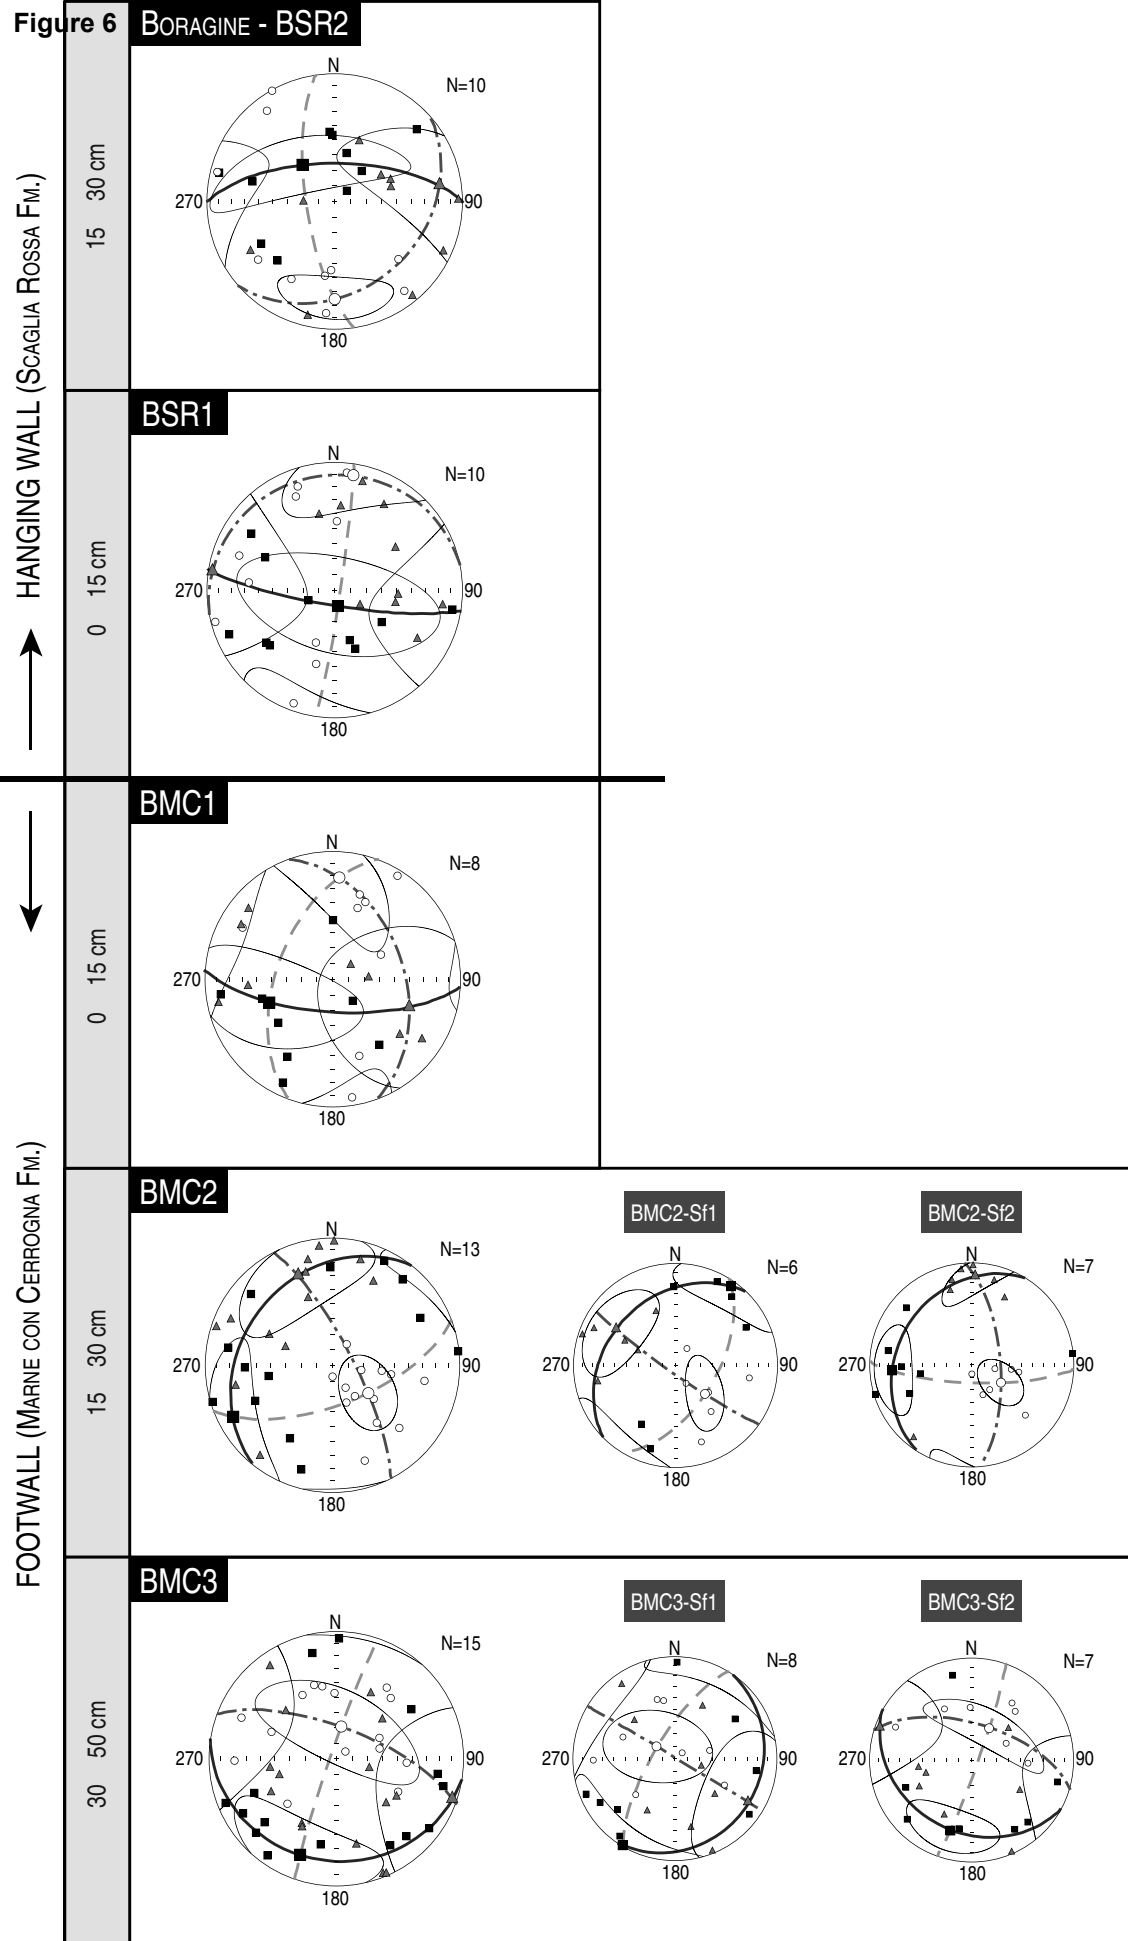 Figure 6
BORAGINE - BSR2
N
N=10
270
90
180
15 30 cm
HANGING WALL (SCAGLIA ROSSA FM.)
BSR1
N
N=10
270
90
180
0 15 cm
BMC1
N
N=8
270
90
180
0 15 cm
FOOTWALL (MARNE CON CERROGNA FM.)
BMC2
N
N=13
270
90
180
15 30 cm
BMC2-Sf1
N
N=6
270
90
180
BMC2-Sf2
N
N=7
270
90
180
BMC3
N
N=15
270
90
180
30 50 cm
BMC3-Sf1
N
N=8
270
90
180
BMC3-Sf2
N
N=7
270
90
180